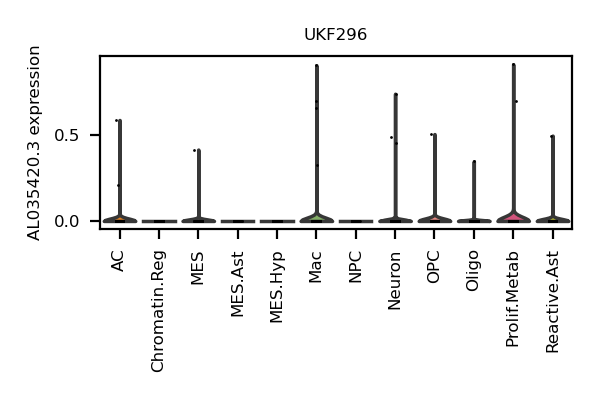 UKF296
AL035420.3 expression
0.5
0.0
AC
Chromatin.Reg
MES
MES.Ast
MES.Hyp
Mac
NPC
Neuron
OPC
Oligo
Prolif.Metab
Reactive.Ast